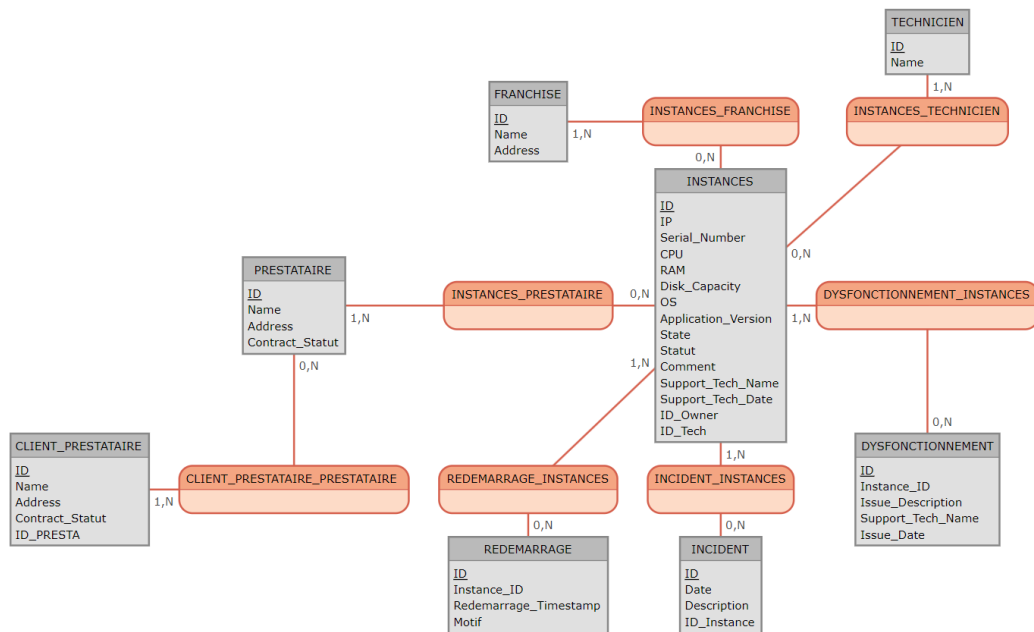 TECHNICIEN
ID
Name
1,N
INSTANCES_TECHNICIEN
0,N
FRANCHISE
ID
Name
Address
1,N
INSTANCES_FRANCHISE
0,N
INSTANCES
ID
IP
Serial_Number
CPU
RAM
Disk_Capacity
OS
Application_Version
State
Statut
Comment
Support_Tech_Name
Support_Tech_Date
ID_Owner
ID_Tech
PRESTATAIRE
ID
Name
Address
Contract_Statut
1,N
INSTANCES_PRESTATAIRE
0,N
1,N
DYSFONCTIONNEMENT_INSTANCES
0,N
DYSFONCTIONNEMENT
ID
Instance_ID
Issue_Description
Support_Tech_Name
Issue_Date
0,N
CLIENT_PRESTATAIRE
ID
Name
Address
Contract_Statut
ID_PRESTA
1,N
CLIENT_PRESTATAIRE_PRESTATAIRE
1,N
REDEMARRAGE_INSTANCES
0,N
REDEMARRAGE
ID
Instance_ID
Redemarrage_Timestamp
Motif
1,N
INCIDENT_INSTANCES
0,N
INCIDENT
ID
Date
Description
ID_Instance